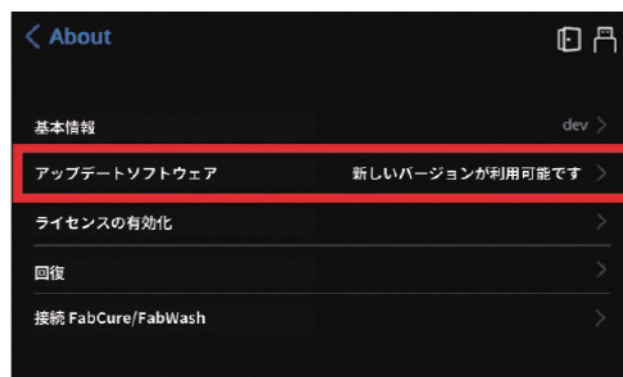 About
基本情報 dev
アップデートソフトウェア 新しいバージョンが利用可能です
ライセンスの有効化
回復
接続 FabCure/FabWash